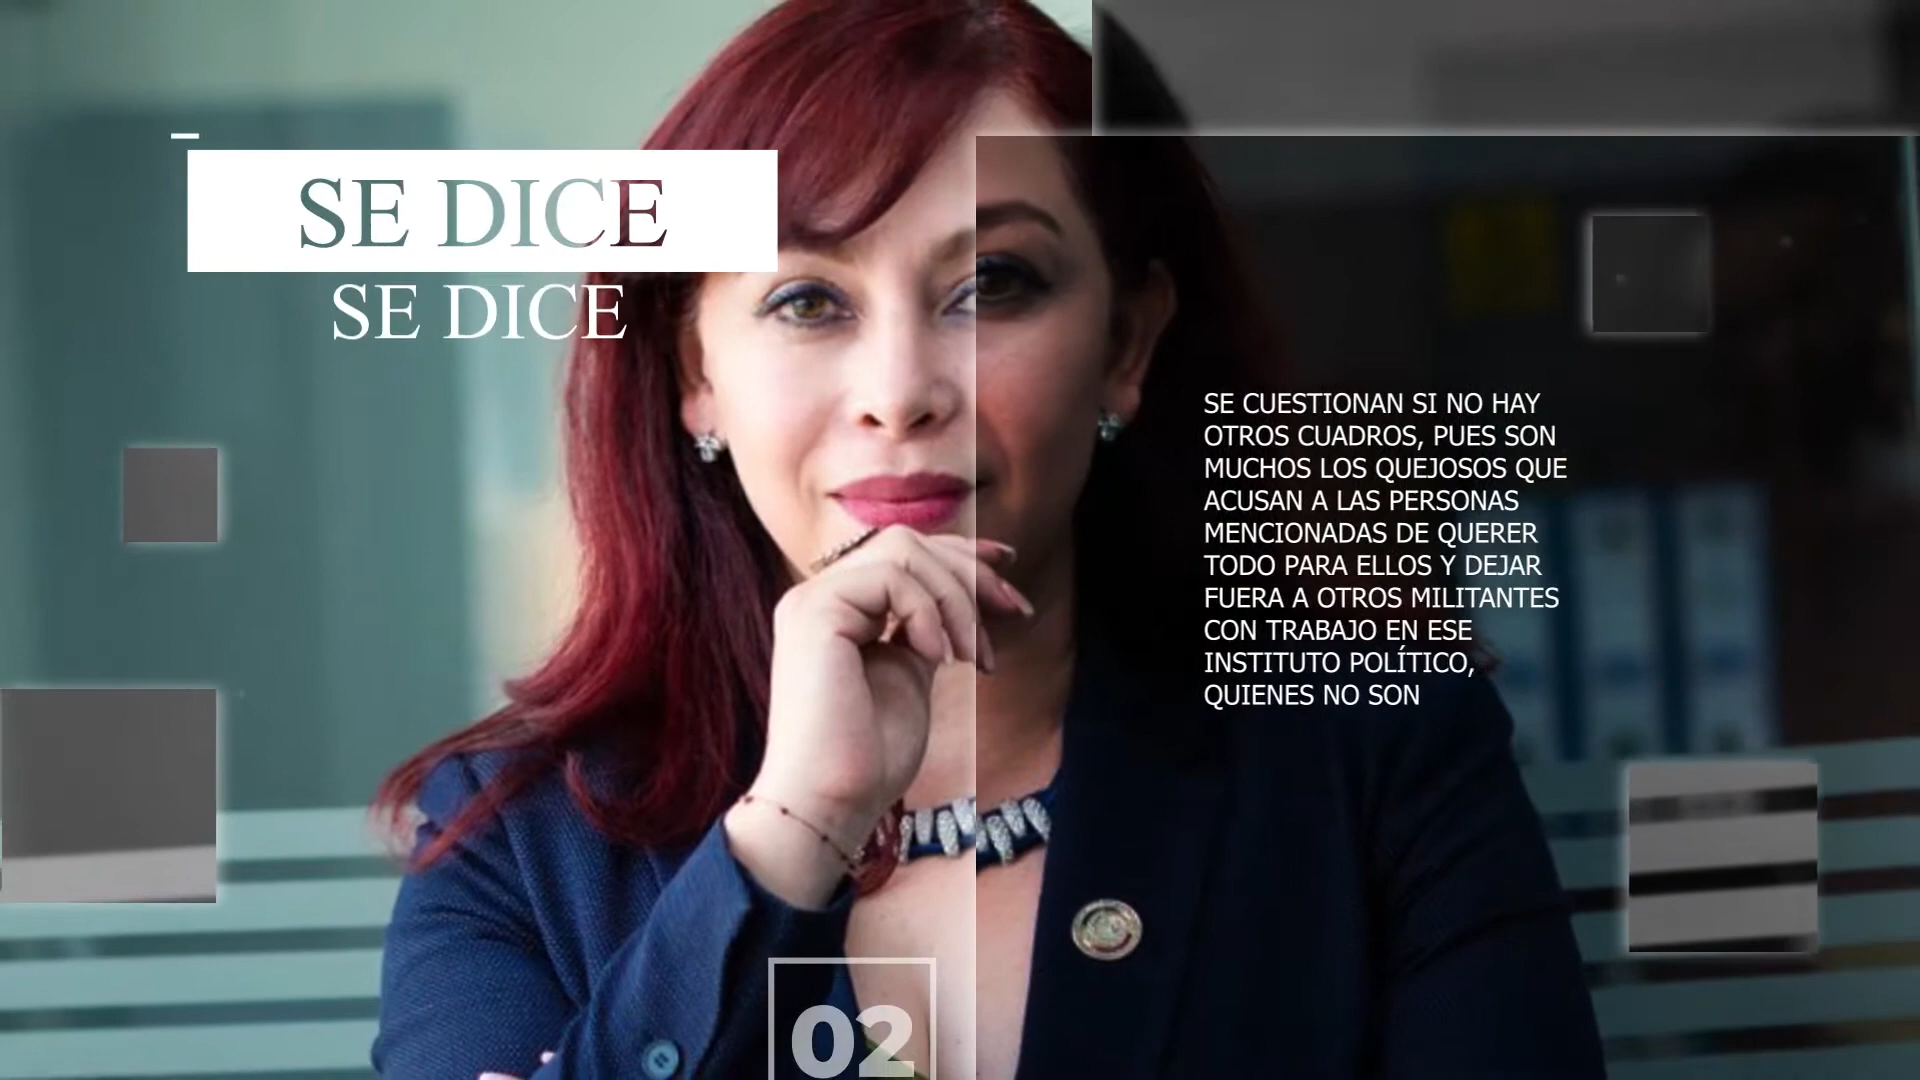 SE DICE
SE DICE
SE CUESTIONAN SI NO HAY
OTROS CUADROS, PUES SON
MUCHOS LOS QUEJOSOS QUE
ACUSAN A LAS PERSONAS
MENCIONADAS DE QUERER
TODO PARA ELLOS Y DEJAR
FUERA A OTROS MILITANTES
CON TRABAJO EN ESE
INSTITUTO POLÍTICO,
QUIENES NO SON
02